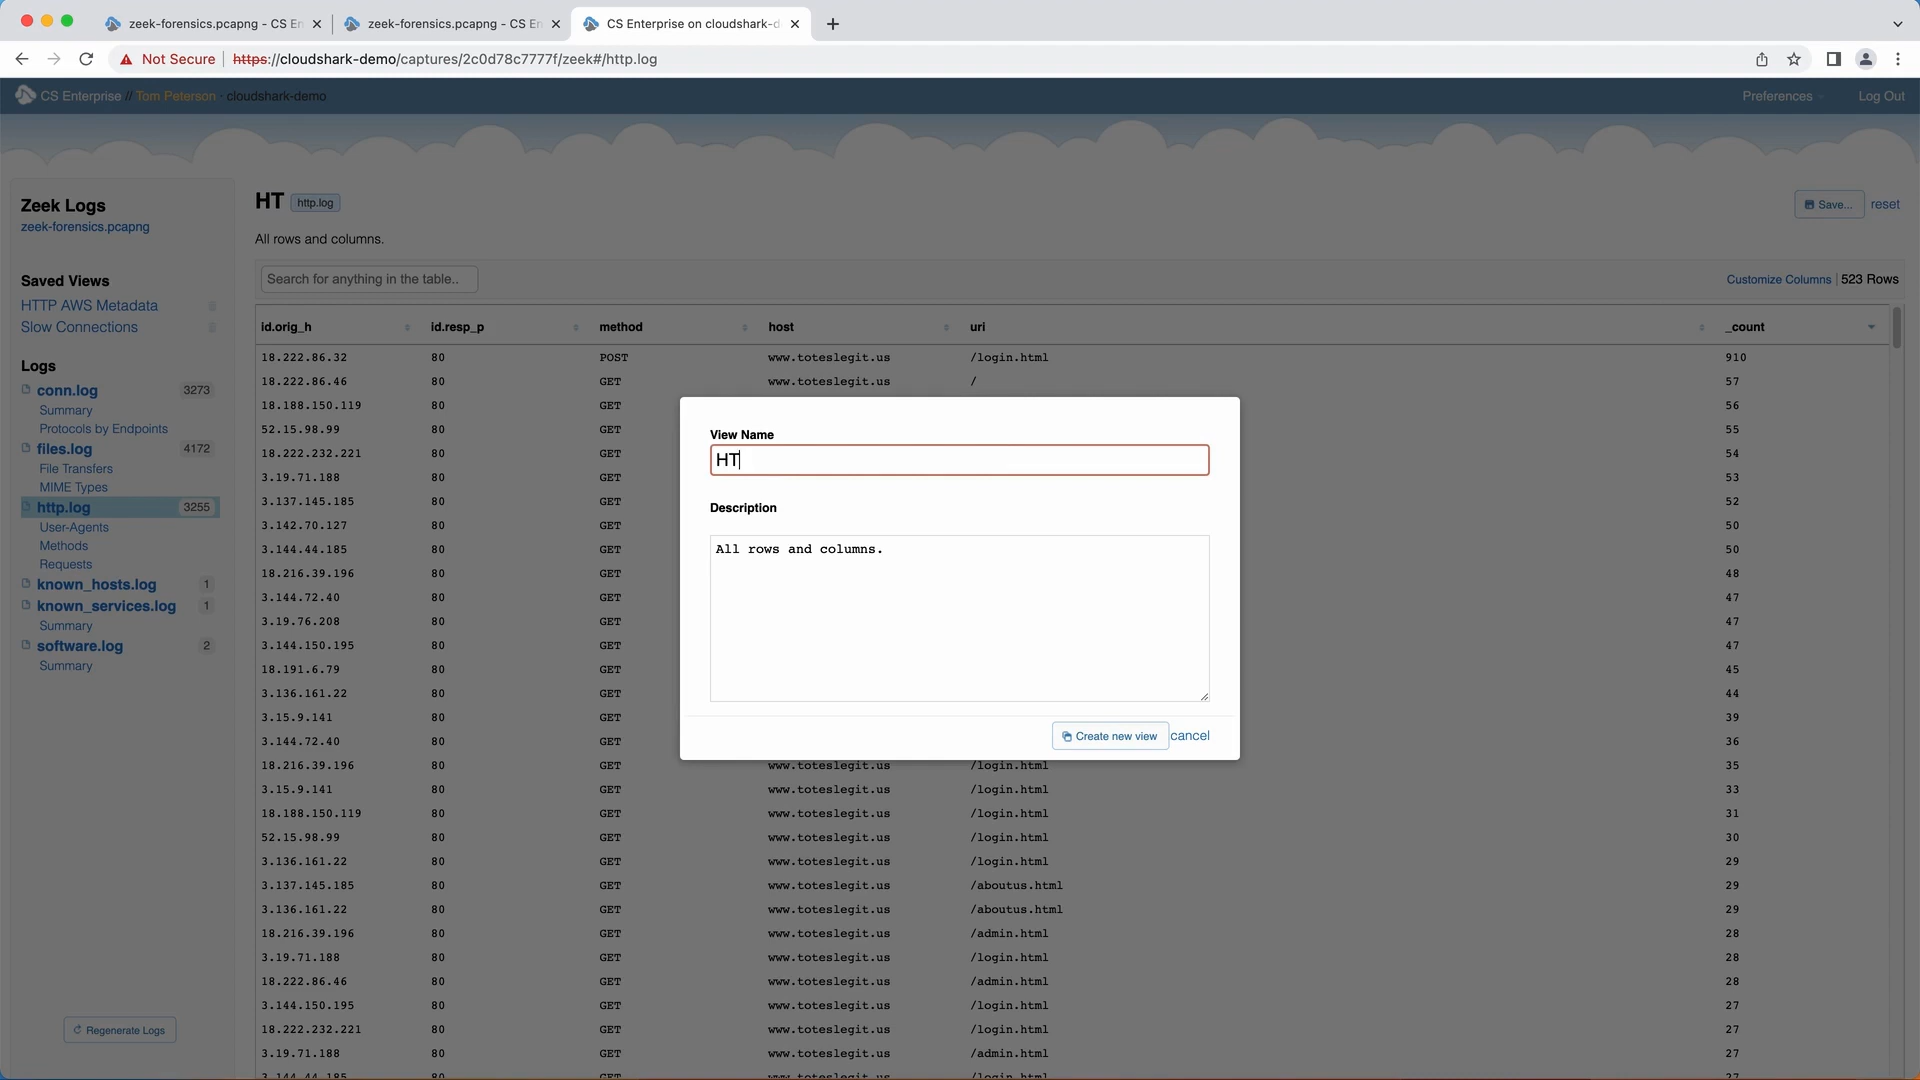 zeek-forensics.pcapng - CS En
zeek-forensics.pcapng - CS En
CS Enterprise on cloudshark-d
Not Secure
https://cloudshark-demo/captures/2c0d78c7777f/zeek#/http.log
CS Enterprise // Tom Peterson · cloudshark-demo
Preferences
Log Out
Zeek Logs
zeek-forensics.pcapng
Saved Views
HTTP AWS Metadata
Slow Connections
Logs
conn.log 3273
Summary
Protocols by Endpoints
files.log 4172
File Transfers
MIME Types
http.log 3255
User-Agents
Methods
Requests
known_hosts.log 1
known_services.log 1
Summary
software.log 2
Summary
Regenerate Logs
HT http.log
Save... reset
All rows and columns.
Search for anything in the table..
Customize Columns | 523 Rows
id.orig_h id.resp_p method host uri _count
18.222.86.32 80 POST www.toteslegit.us /login.html 910
18.222.86.46 80 GET www.toteslegit.us / 57
18.188.150.119 80 GET 56
52.15.98.99 80 GET 55
18.222.232.221 80 GET 54
3.19.71.188 80 GET 53
3.137.145.185 80 GET 52
3.142.70.127 80 GET 50
3.144.44.185 80 GET 50
18.216.39.196 80 GET 48
3.144.72.40 80 GET 47
3.19.76.208 80 GET 47
3.144.150.195 80 GET 47
18.191.6.79 80 GET 45
3.136.161.22 80 GET 44
3.15.9.141 80 GET 39
3.144.72.40 80 GET 36
18.216.39.196 80 GET www.toteslegit.us /login.html 35
3.15.9.141 80 GET www.toteslegit.us /login.html 33
18.188.150.119 80 GET www.toteslegit.us /login.html 31
52.15.98.99 80 GET www.toteslegit.us /login.html 30
3.136.161.22 80 GET www.toteslegit.us /login.html 29
3.137.145.185 80 GET www.toteslegit.us /aboutus.html 29
3.136.161.22 80 GET www.toteslegit.us /aboutus.html 29
18.216.39.196 80 GET www.toteslegit.us /admin.html 28
3.19.71.188 80 GET www.toteslegit.us /login.html 28
18.222.86.46 80 GET www.toteslegit.us /admin.html 28
3.144.150.195 80 GET www.toteslegit.us /login.html 27
18.222.232.221 80 GET www.toteslegit.us /login.html 27
3.19.71.188 80 GET www.toteslegit.us /admin.html 27
3.144.44.185 80 GET www.toteslegit.us /login.html 27
View Name
HT
Description
All rows and columns.
Create new view cancel